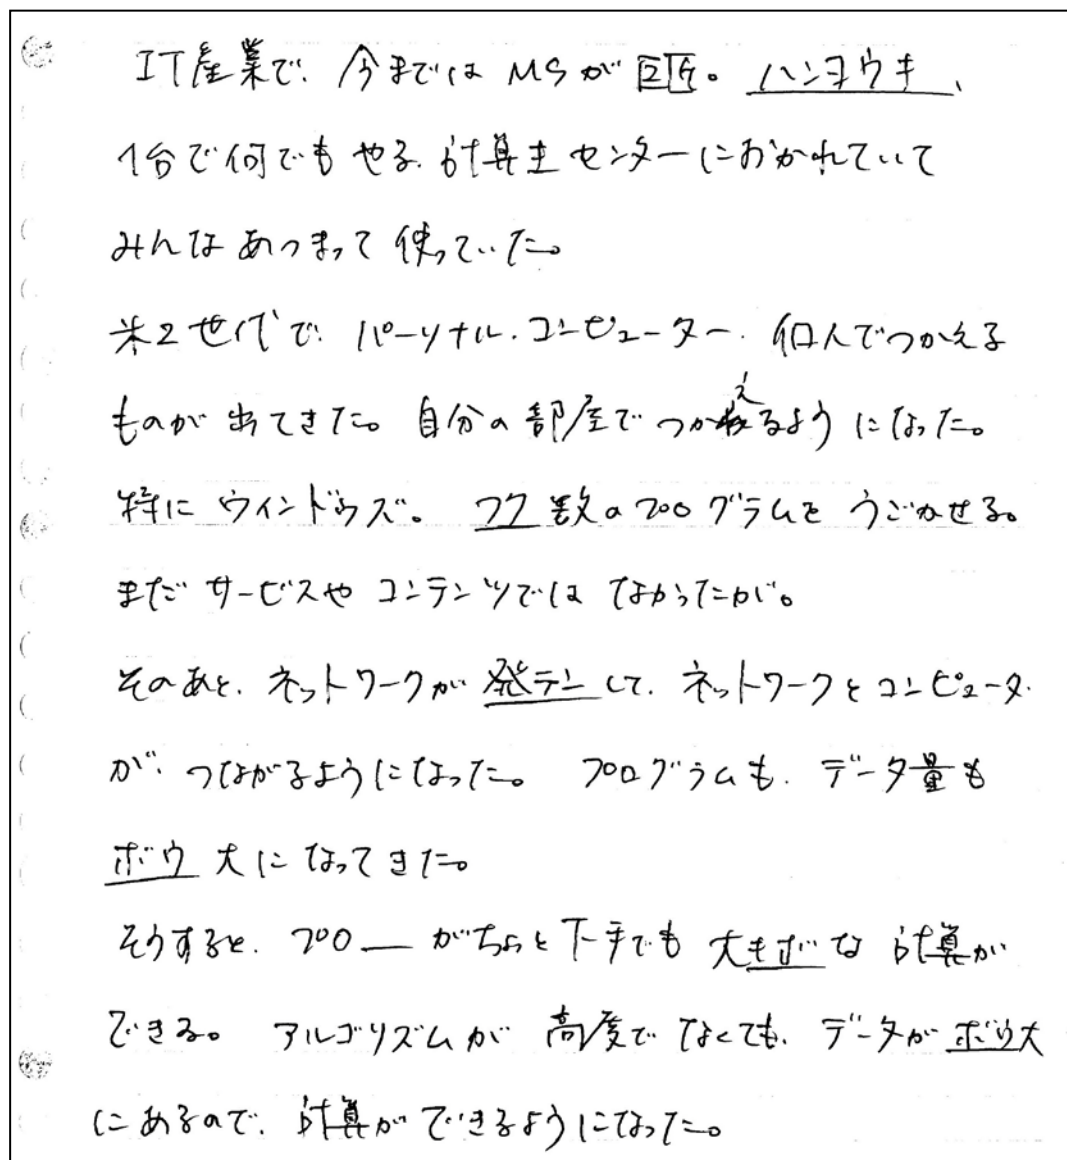 IT産業で、今まではMSが巨匠。ハンヨウキ、
1台で何でもやる、計算主センターにおかれていて
みんなあつまって使っていた。
米2世代で、パーソナル・コンピューター、個人でつかえる
ものが出てきた。自分の部屋でつかえるようになった。
特にウィンドウズ。フク数のプログラムをうごかせる。
まだサービスやコンテンツではなかったが。
そのあと、ネットワークが発テンして、ネットワークとコンピュータ
が、つながるようになった。プログラムも、データ量も
ボウ大になってきた。
そうすると、プロ―がちょっと下手でも大キボな計算が
できる。アルゴリズムが高度でなくても、データがボウ大
にあるので、計算ができるようになった。